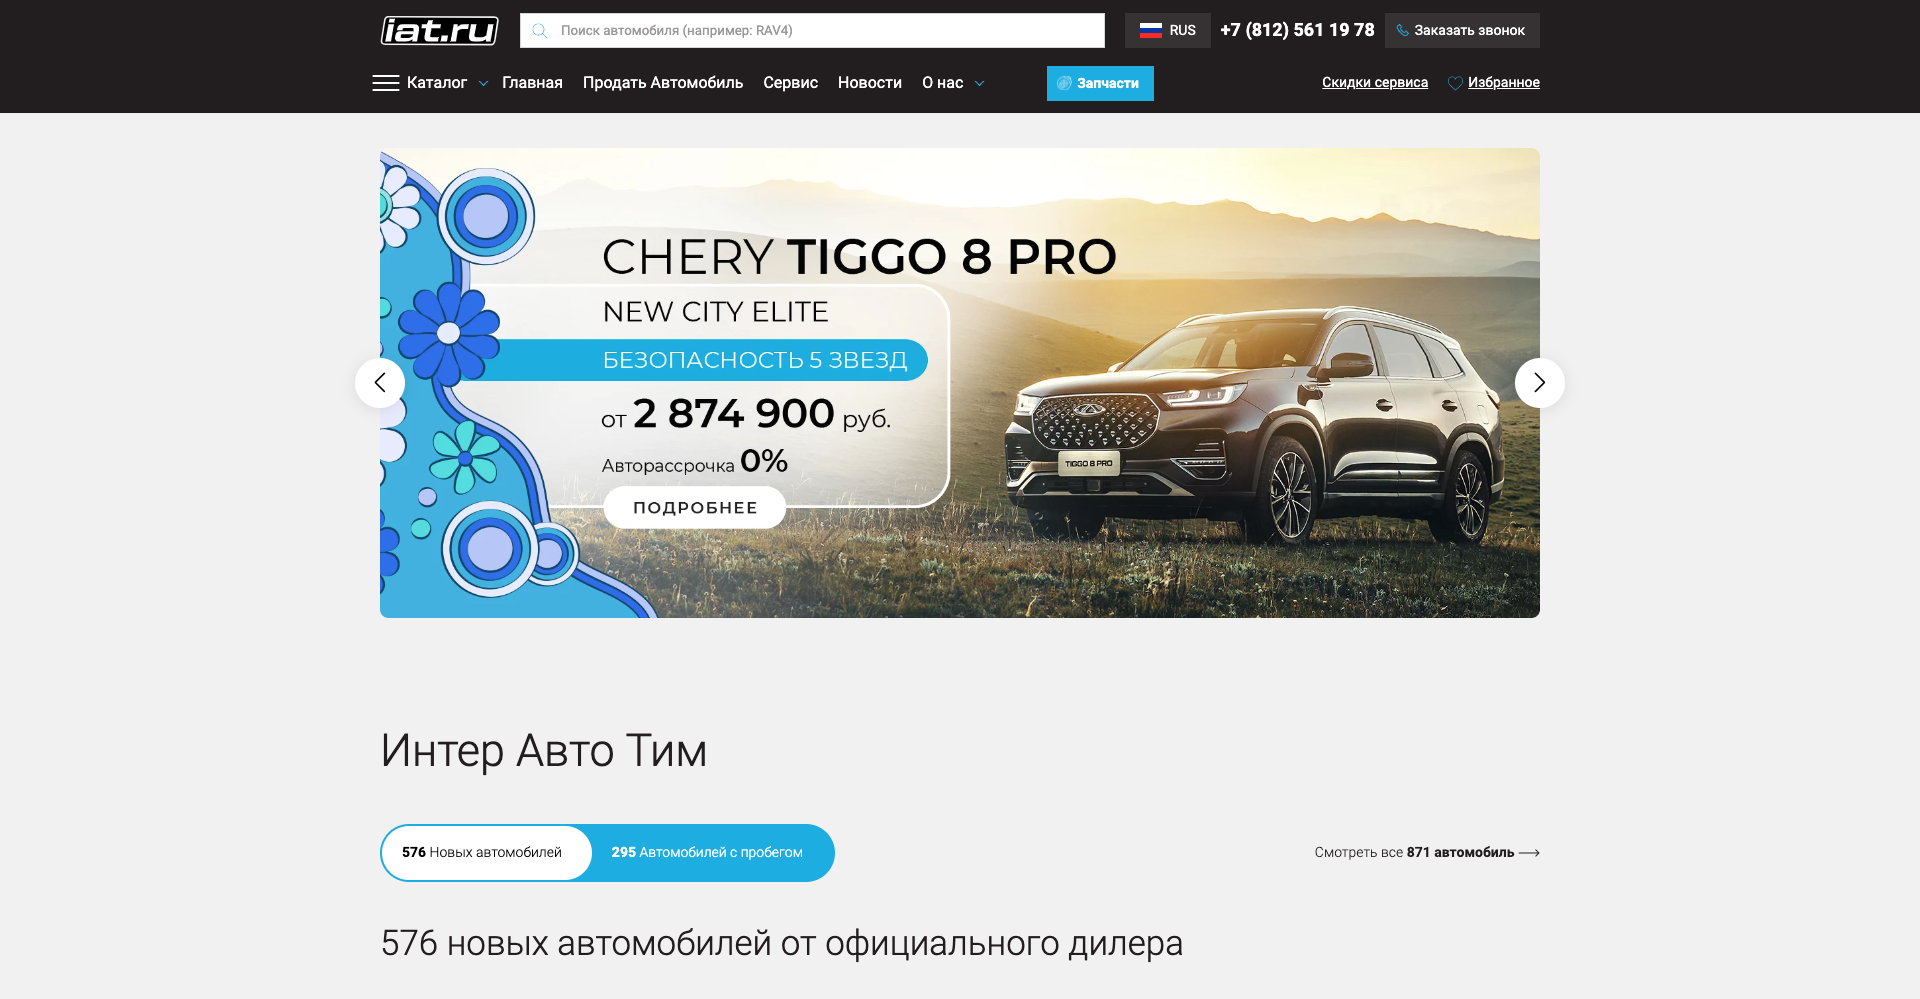 iat.ru
Поиск автомобиля (например: RAV4)
RUS
+7 (812) 561 19 78
Заказать звонок
Каталог
Главная
Продать Автомобиль
Сервис
Новости
О нас
Запчасти
Скидки сервиса
Избранное
CHERY TIGGO 8 PRO
NEW CITY ELITE
БЕЗОПАСНОСТЬ 5 ЗВЕЗД
от 2 874 900 руб.
Авторассрочка 0%
ПОДРОБНЕЕ
TIGGO 8 PRO
Интер Авто Тим
576 Новых автомобилей
295 Автомобилей с пробегом
Смотреть все 871 автомобиль
576 новых автомобилей от официального дилера